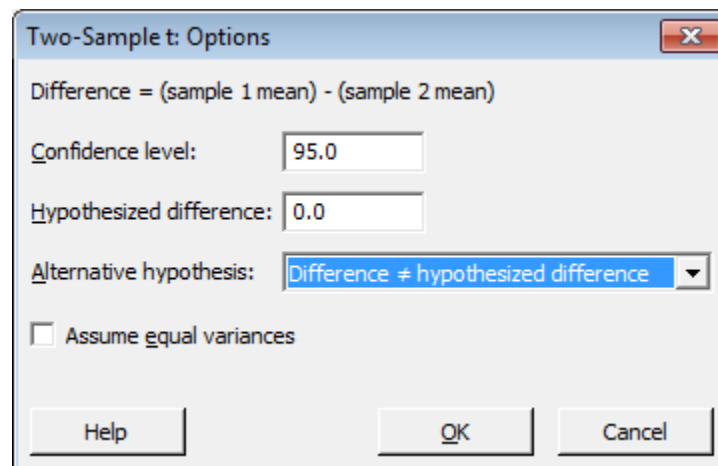 Two-Sample t: Options
Difference = (sample 1 mean) - (sample 2 mean)
Confidence level: 95.0
Hypothesized difference: 0.0
Alternative hypothesis: Difference ≠ hypothesized difference
Assume equal variances
Help OK Cancel